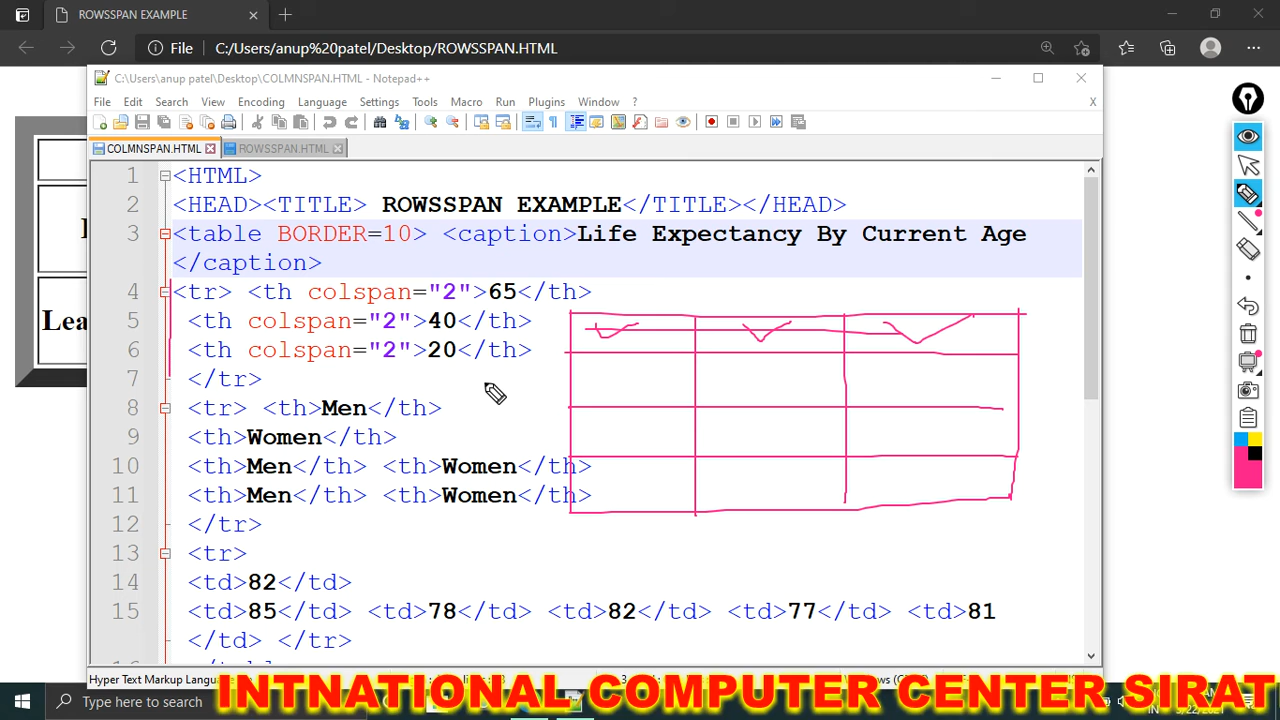 ROWSSPAN EXAMPLE
File C:/Users/anup%20patel/Desktop/ROWSSPAN.HTML
C:\Users\anup patel\Desktop\COLMNSPAN.HTML - Notepad++
File Edit Search View Encoding Language Settings Tools Macro Run Plugins Window ? X
COLMNSPAN.HTML ROWSSPAN.HTML
1 <HTML>
2 <HEAD><TITLE> ROWSSPAN EXAMPLE</TITLE></HEAD>
3 <table BORDER=10> <caption>Life Expectancy By Current Age
</caption>
4 <tr> <th colspan="2">65</th>
5 <th colspan="2">40</th>
6 <th colspan="2">20</th>
7 </tr>
8 <tr> <th>Men</th>
9 <th>Women</th>
10 <th>Men</th> <th>Women</th>
11 <th>Men</th> <th>Women</th>
12 </tr>
13 <tr>
14 <td>82</td>
15 <td>85</td> <td>78</td> <td>82</td> <td>77</td> <td>81
</td> </tr>
Lea
Hyper Text Markup Langu
Type here to search
INTNATIONAL COMPUTER CENTER SIRAT